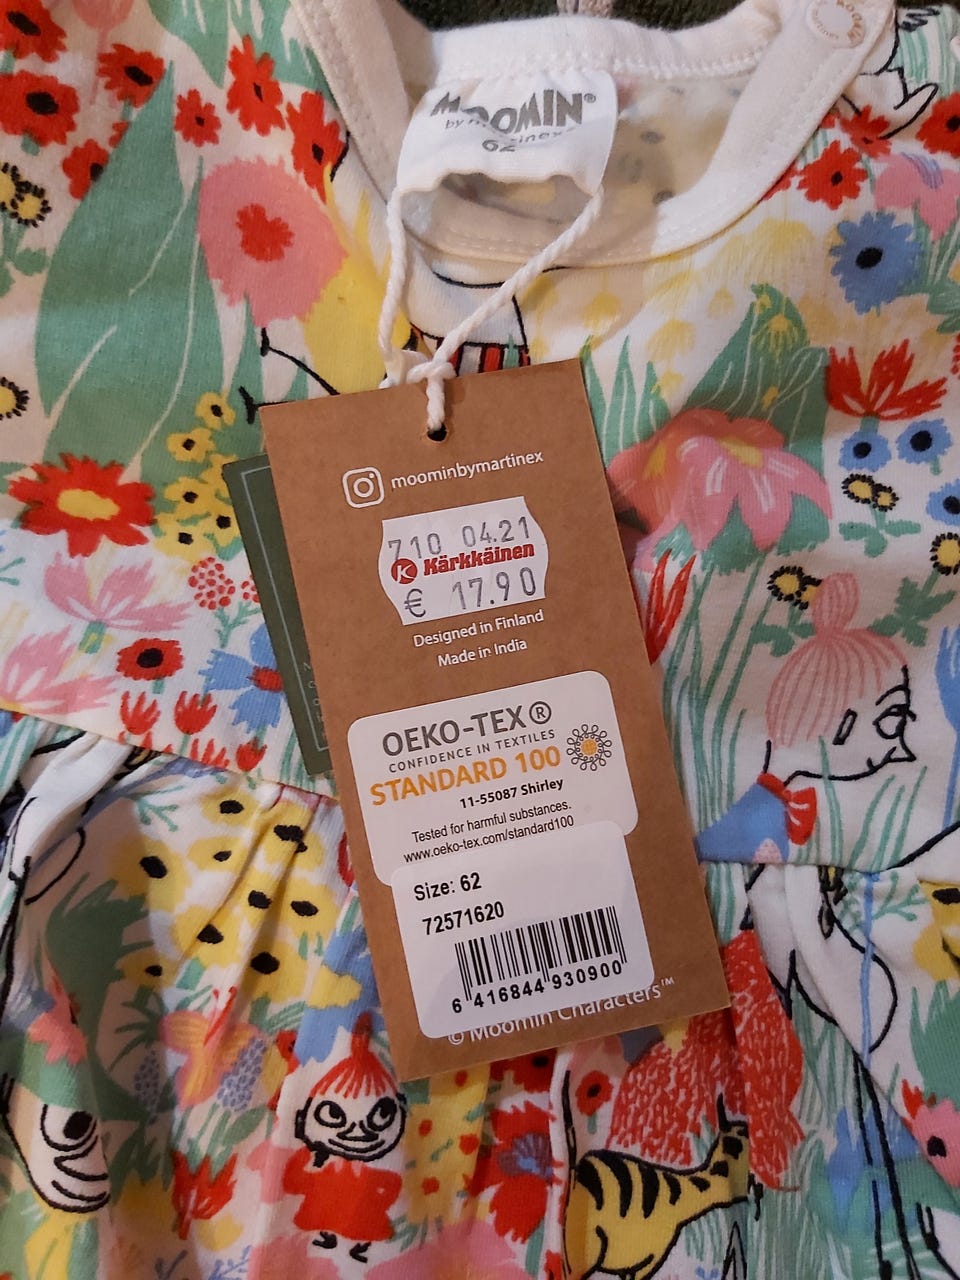 MOOMIN®
by martinex
62
moominbymartinex
710 04.21
K Kärkkäinen
€ 17.90
Designed in Finland
Made in India
OEKO-TEX®
CONFIDENCE IN TEXTILES
STANDARD 100
11-55087 Shirley
Tested for harmful substances.
www.oeko-tex.com/standard100
Size: 62
72571620
6 416844 930900
© Moomin Characters™